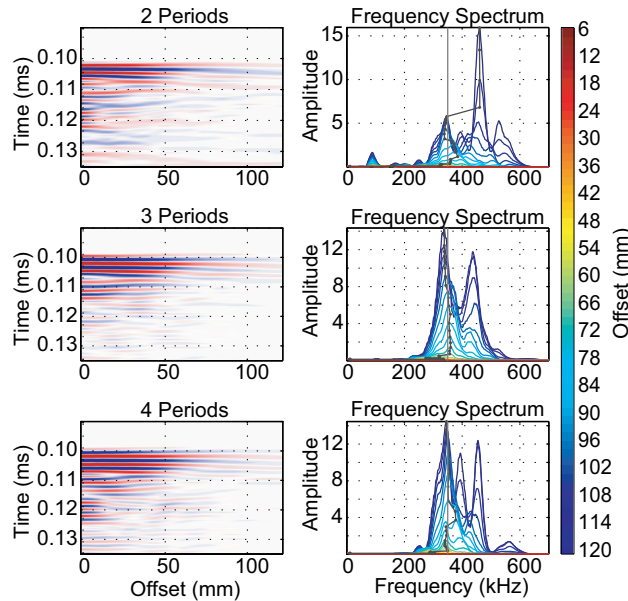 2 Periods
Frequency Spectrum
Time (ms)
0.10
0.11
0.12
0.13
0 50 100
Amplitude
15
10
5
0 200 400 600
3 Periods
Frequency Spectrum
Time (ms)
0.10
0.11
0.12
0.13
0 50 100
Amplitude
12
8
4
0 200 400 600
4 Periods
Frequency Spectrum
Time (ms)
0.10
0.11
0.12
0.13
0 50 100
Offset (mm)
Amplitude
12
8
4
0 200 400 600
Frequency (kHz)
6
12
18
24
30
36
42
48
54
60
66
72
78
84
90
96
102
108
114
120
Offset (mm)